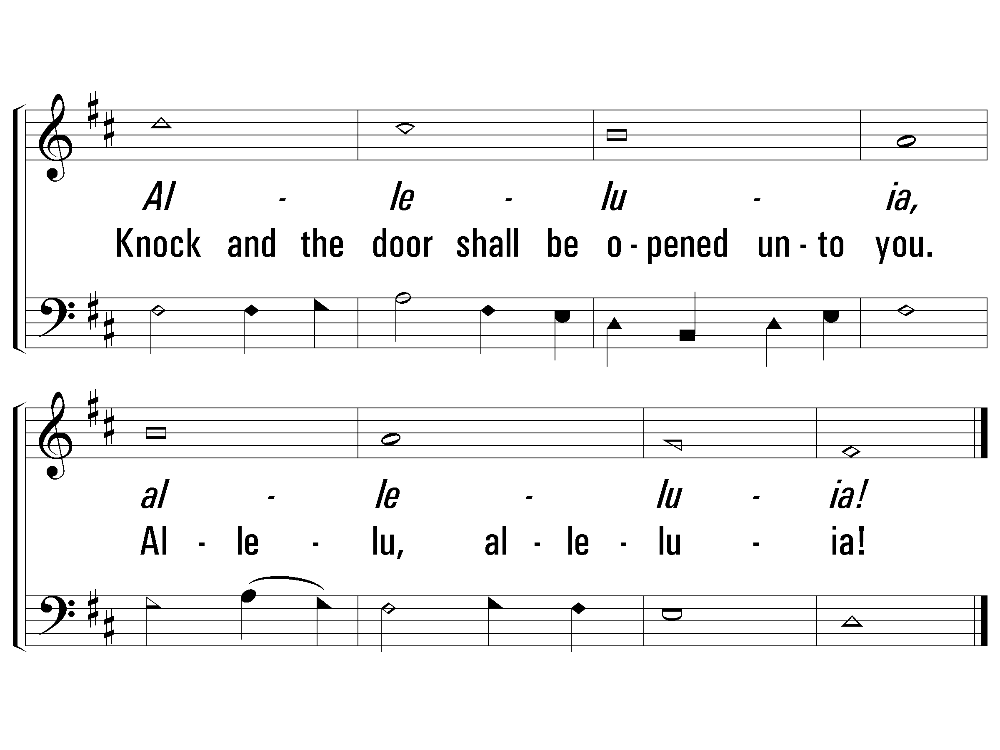 Al - le - lu - ia,
Knock and the door shall be o - pened un - to you.
al - le - lu - ia!
Al - le - lu, al - le - lu - ia!